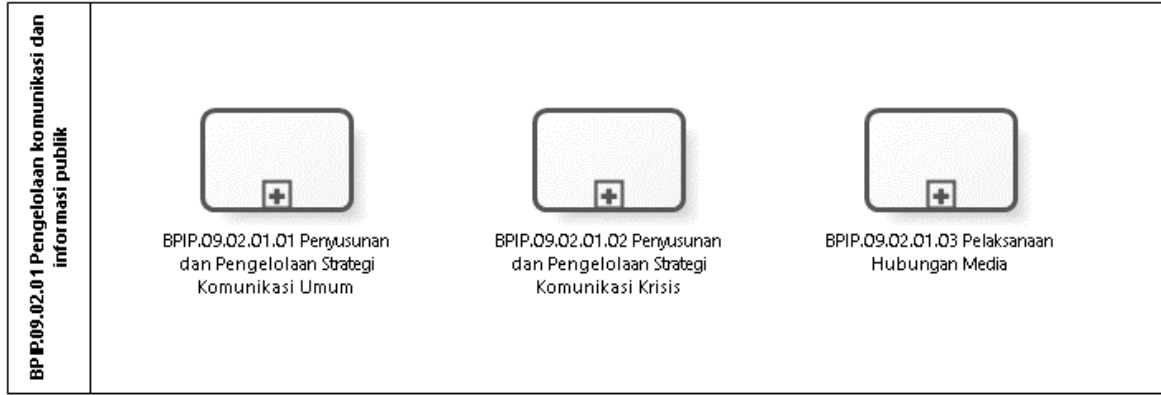 BPIP.09.02.01 Pengelolaan komunikasi dan
informasi publik
BPIP.09.02.01.01 Penyusunan
dan Pengelolaan Strategi
Komunikasi Umum
BPIP.09.02.01.02 Penyusunan
dan Pengelolaan Strategi
Komunikasi Krisis
BPIP.09.02.01.03 Pelaksanaan
Hubungan Media